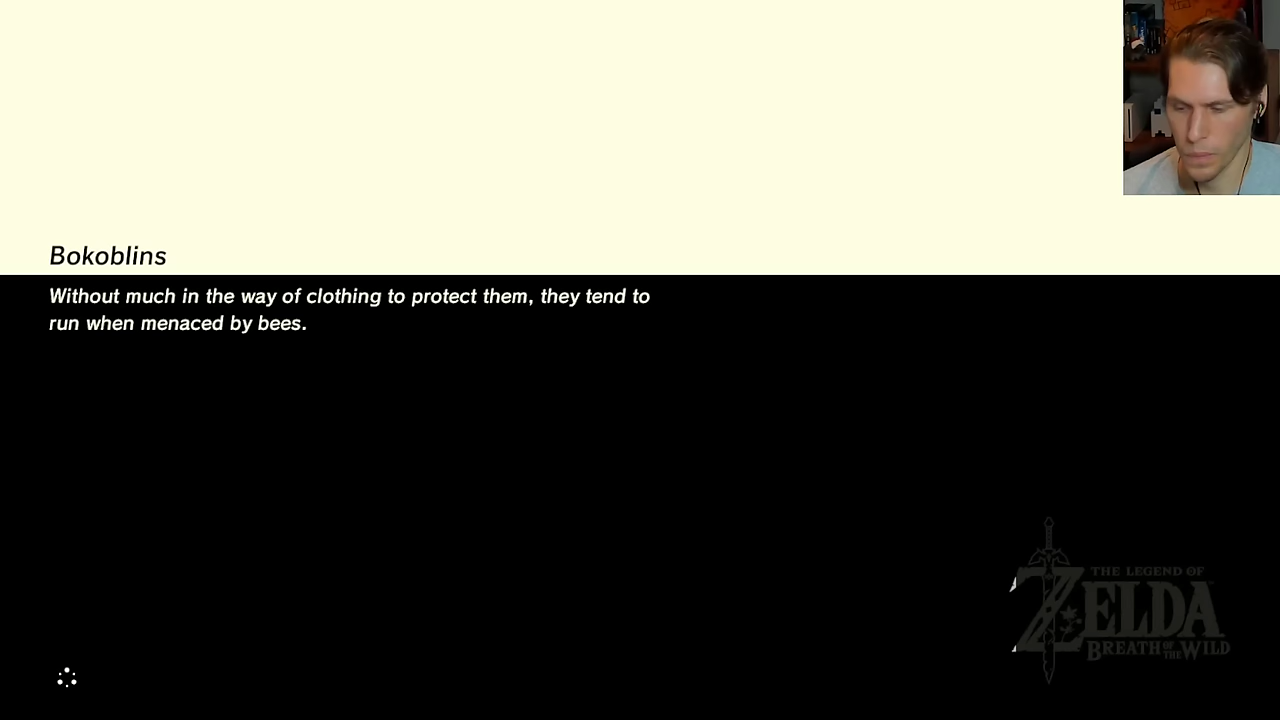 Bokoblins
Without much in the way of clothing to protect them, they tend to
run when menaced by bees.
THE LEGEND OF
ZELDA
BREATH OF THE WILD